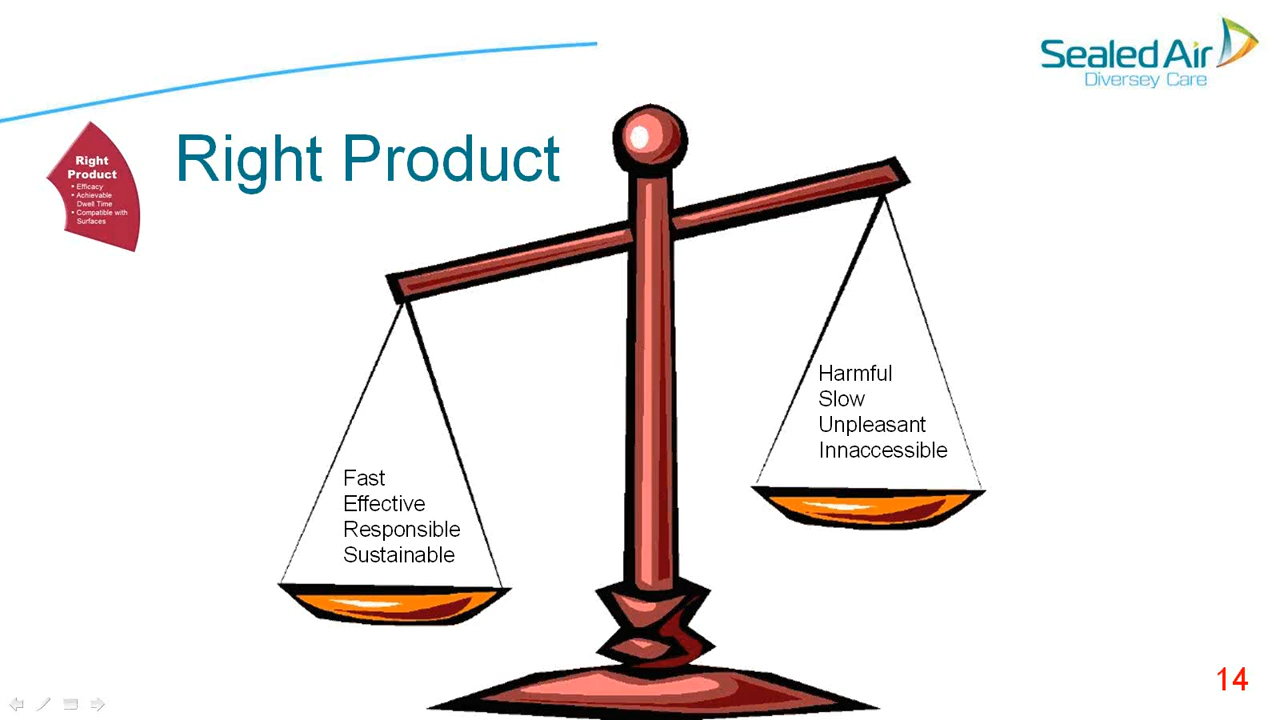 Sealed Air
Diversey Care
Right Product
Right
Product
• Efficacy
• Achievable
Dwell Time
• Compatible with
Surfaces
Harmful
Slow
Unpleasant
Innaccessible
Fast
Effective
Responsible
Sustainable
14